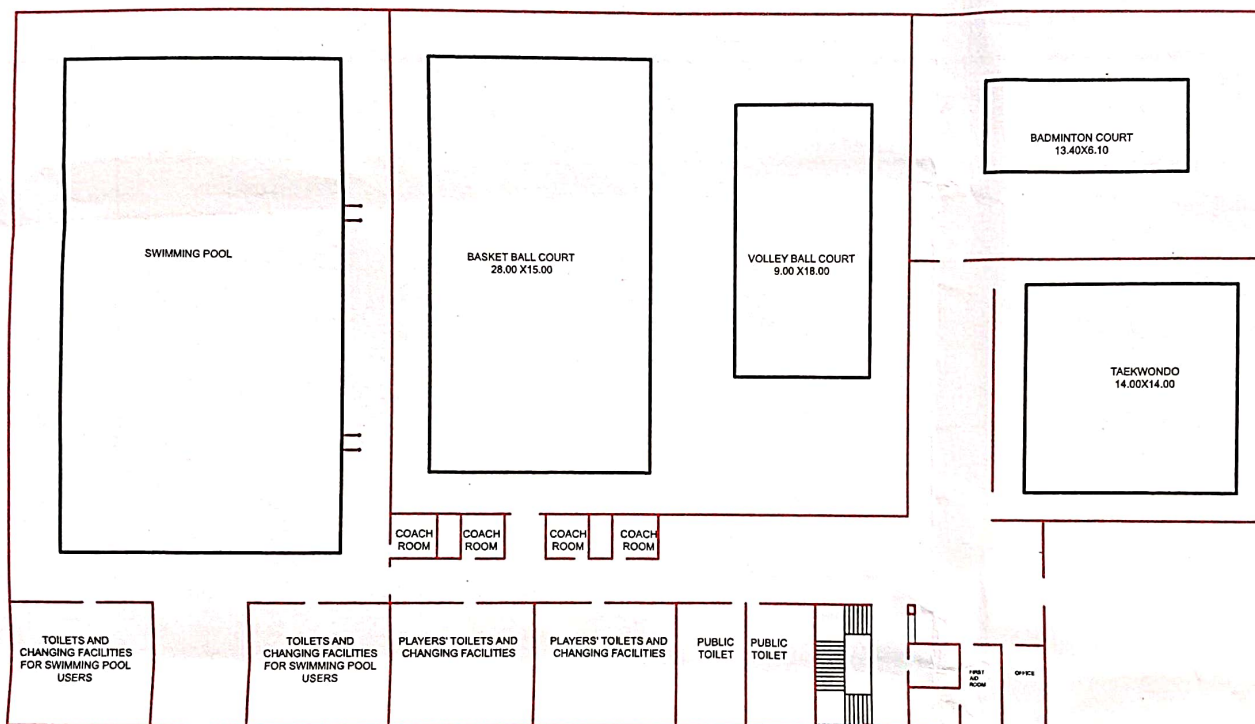 BADMINTON COURT
13.40X6.10
SWIMMING POOL
BASKET BALL COURT
28.00 X15.00
VOLLEY BALL COURT
9.00 X18.00
TAEKWONDO
14.00X14.00
COACH
ROOM
COACH
ROOM
COACH
ROOM
COACH
ROOM
TOILETS AND
CHANGING FACILITIES
FOR SWIMMING POOL
USERS
TOILETS AND
CHANGING FACILITIES
FOR SWIMMING POOL
USERS
PLAYERS' TOILETS AND
CHANGING FACILITIES
PLAYERS' TOILETS AND
CHANGING FACILITIES
PUBLIC
TOILET
PUBLIC
TOILET
FIRST
AID
ROOM
OFFICE